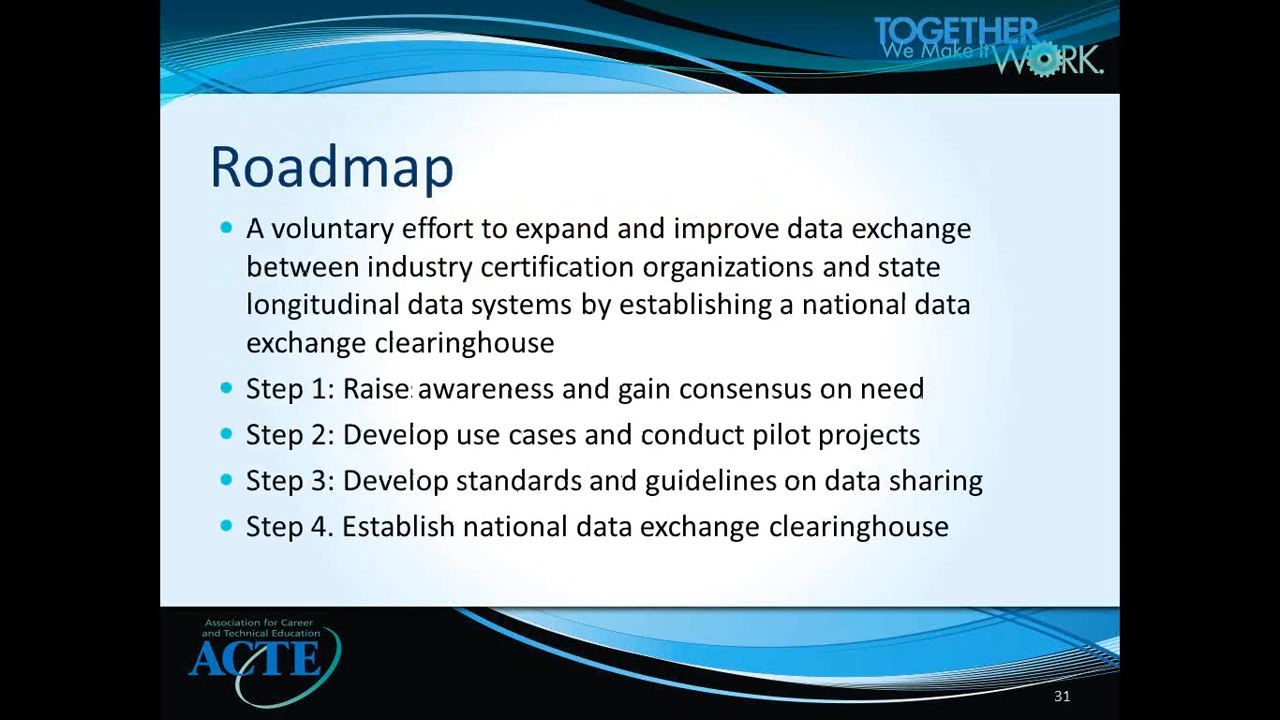 TOGETHER
We Make It
WORK.
Roadmap
• A voluntary effort to expand and improve data exchange
between industry certification organizations and state
longitudinal data systems by establishing a national data
exchange clearinghouse
• Step 1: Raise awareness and gain consensus on need
• Step 2: Develop use cases and conduct pilot projects
• Step 3: Develop standards and guidelines on data sharing
• Step 4. Establish national data exchange clearinghouse
Association for Career
and Technical Education
ACTE
31